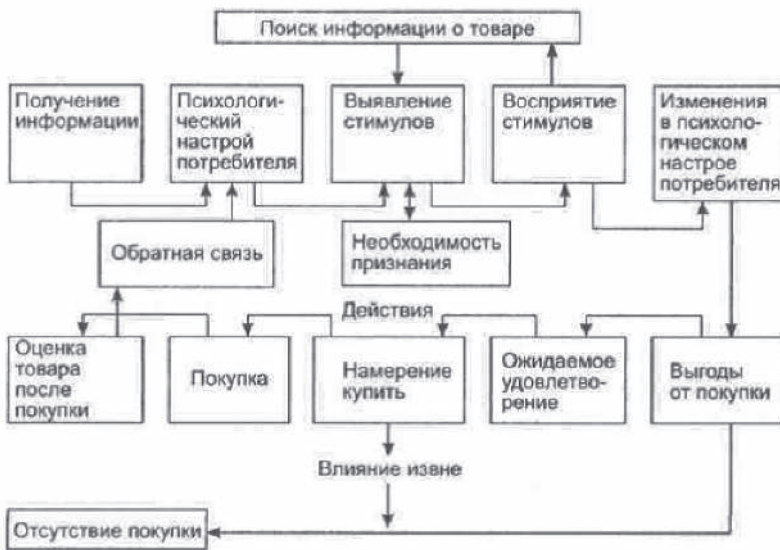 Поиск информации о товаре
Получение
информации
Психологи-
ческий
настрой
потребителя
Выявление
стимулов
Восприятие
стимулов
Изменения
в психоло-
гическом
настрое
потребителя
Обратная связь
Необходимость
признания
Действия
Оценка
товара
после
покупки
Покупка
Намерение
купить
Ожидаемое
удовлетво-
рение
Выгоды
от покупки
Влияние извне
Отсутствие покупки